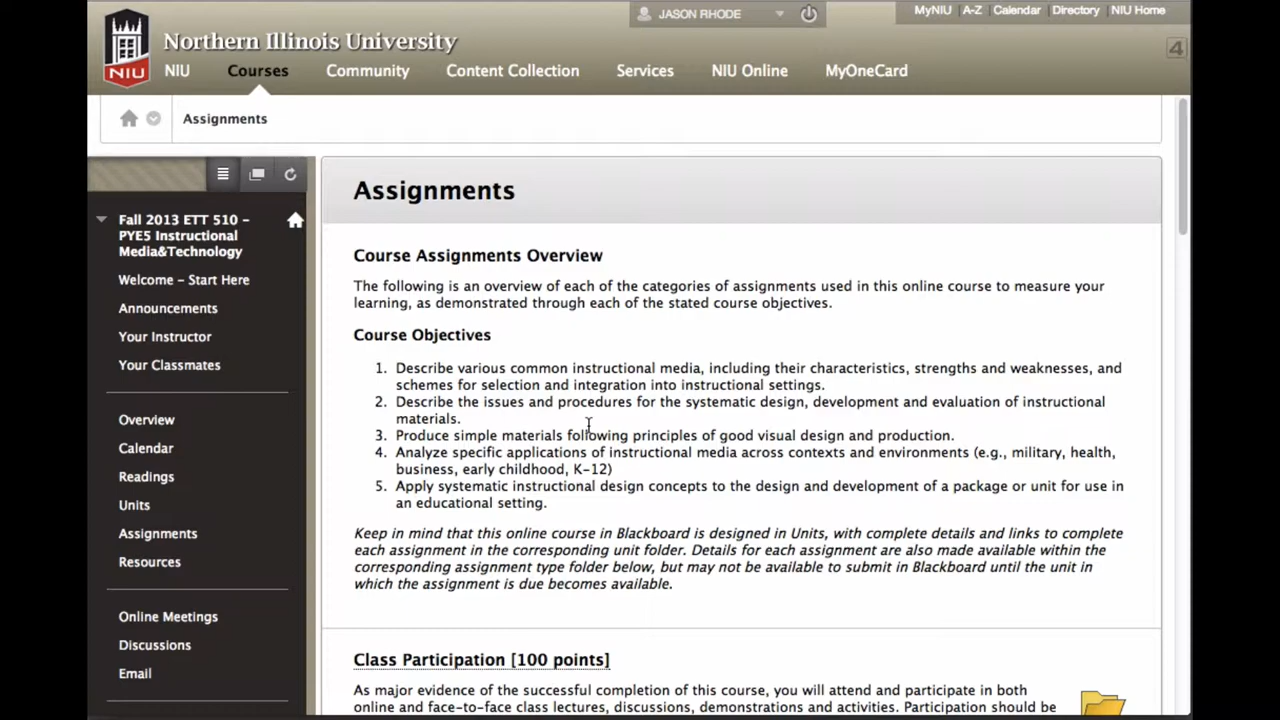 JASON RHODE
MyNIU A-Z Calendar Directory NIU Home
4
Northern Illinois University
NIU
NIU Courses Community Content Collection Services NIU Online MyOneCard
Assignments
Fall 2013 ETT 510 -
PYE5 Instructional
Media&Technology
Welcome - Start Here
Announcements
Your Instructor
Your Classmates
Overview
Calendar
Readings
Units
Assignments
Resources
Online Meetings
Discussions
Email
Assignments
Course Assignments Overview
The following is an overview of each of the categories of assignments used in this online course to measure your
learning, as demonstrated through each of the stated course objectives.
Course Objectives
1. Describe various common instructional media, including their characteristics, strengths and weaknesses, and
schemes for selection and integration into instructional settings.
2. Describe the issues and procedures for the systematic design, development and evaluation of instructional
materials.
3. Produce simple materials following principles of good visual design and production.
4. Analyze specific applications of instructional media across contexts and environments (e.g., military, health,
business, early childhood, K-12)
5. Apply systematic instructional design concepts to the design and development of a package or unit for use in
an educational setting.
Keep in mind that this online course in Blackboard is designed in Units, with complete details and links to complete
each assignment in the corresponding unit folder. Details for each assignment are also made available within the
corresponding assignment type folder below, but may not be available to submit in Blackboard until the unit in
which the assignment is due becomes available.
Class Participation [100 points]
As major evidence of the successful completion of this course, you will attend and participate in both
online and face-to-face class lectures, discussions, demonstrations and activities. Participation should be